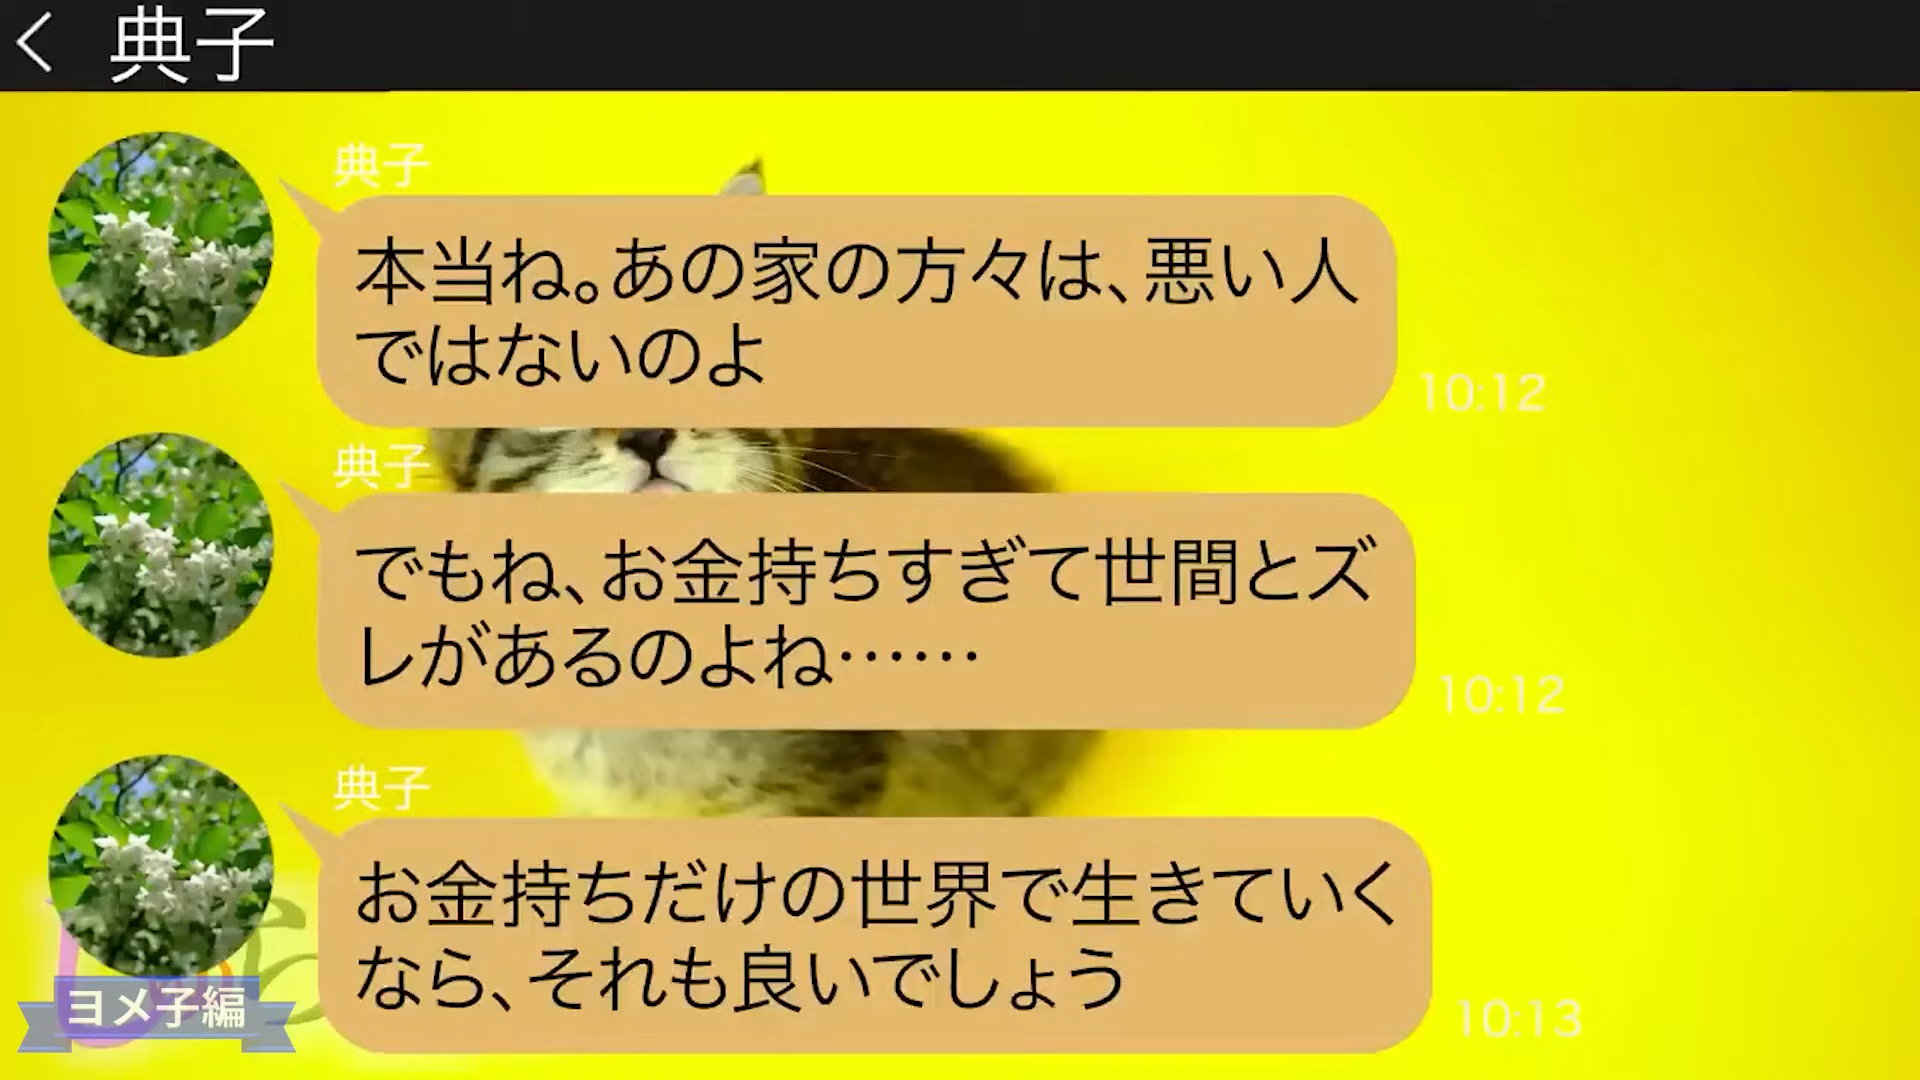 典子
典子
本当ね。あの家の方々は、悪い人
ではないのよ
10:12
典子
でもね、お金持ちすぎて世間とズ
レがあるのよね……
10:12
典子
お金持ちだけの世界で生きていく
なら、それも良いでしょう
10:13
ヨメ子編